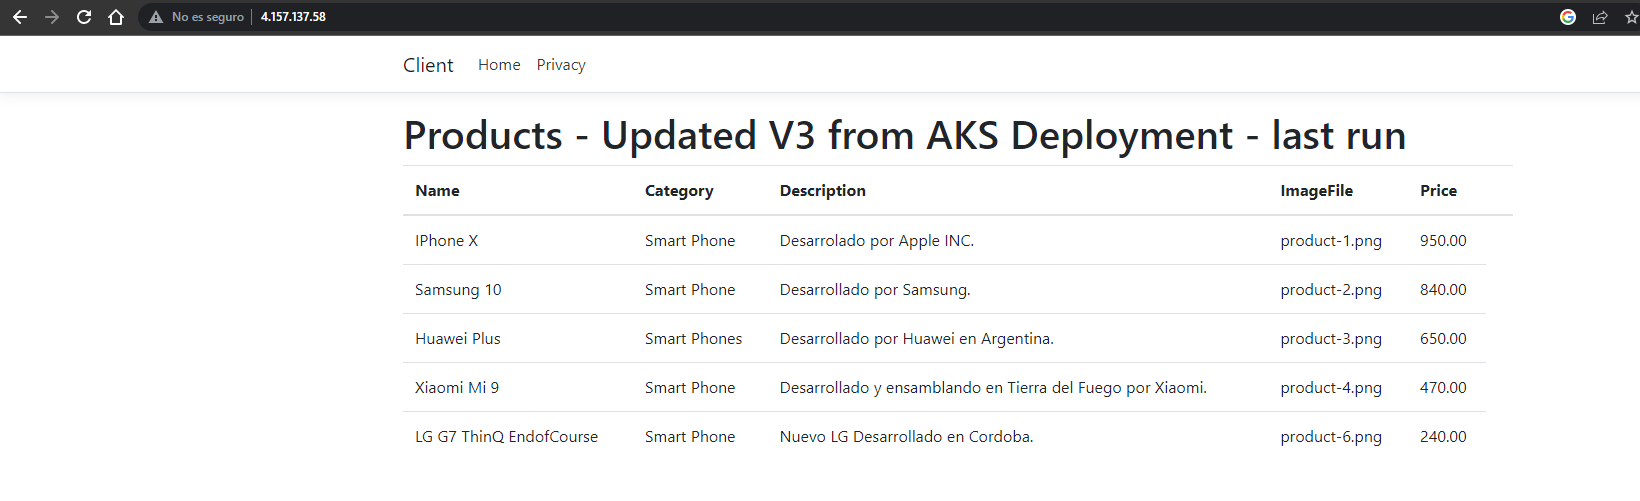 No es seguro 4.157.137.58
Client Home Privacy
Products - Updated V3 from AKS Deployment - last run
Name Category Description ImageFile Price
IPhone X Smart Phone Desarrolado por Apple INC. product-1.png 950.00
Samsung 10 Smart Phone Desarrollado por Samsung. product-2.png 840.00
Huawei Plus Smart Phones Desarrollado por Huawei en Argentina. product-3.png 650.00
Xiaomi Mi 9 Smart Phone Desarrollado y ensamblando en Tierra del Fuego por Xiaomi. product-4.png 470.00
LG G7 ThinQ EndofCourse Smart Phone Nuevo LG Desarrollado en Cordoba. product-6.png 240.00